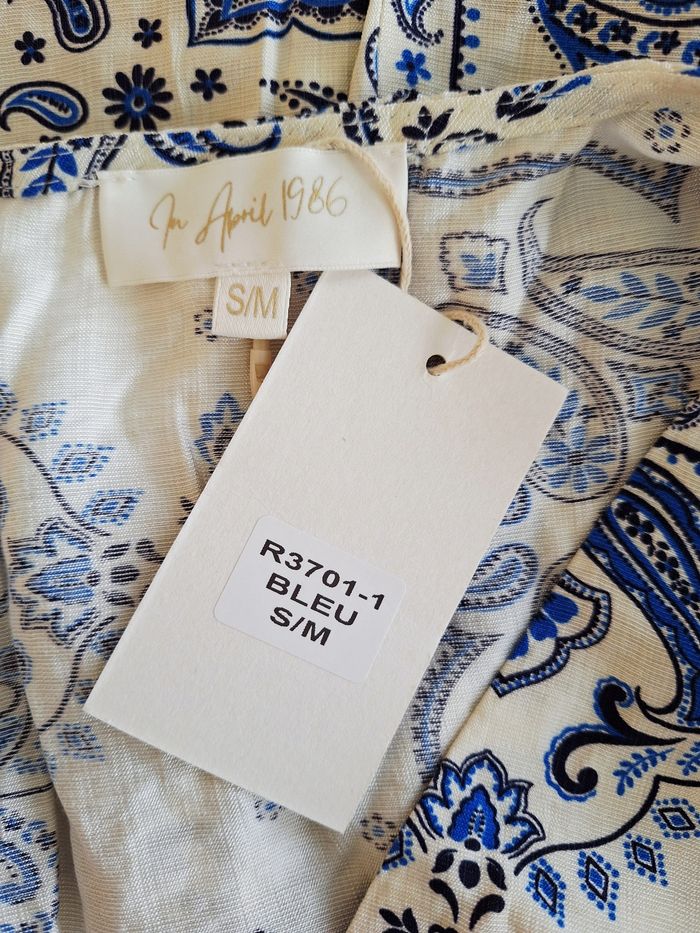 In April 1986
S/M
R3701-1
BLEU
S/M